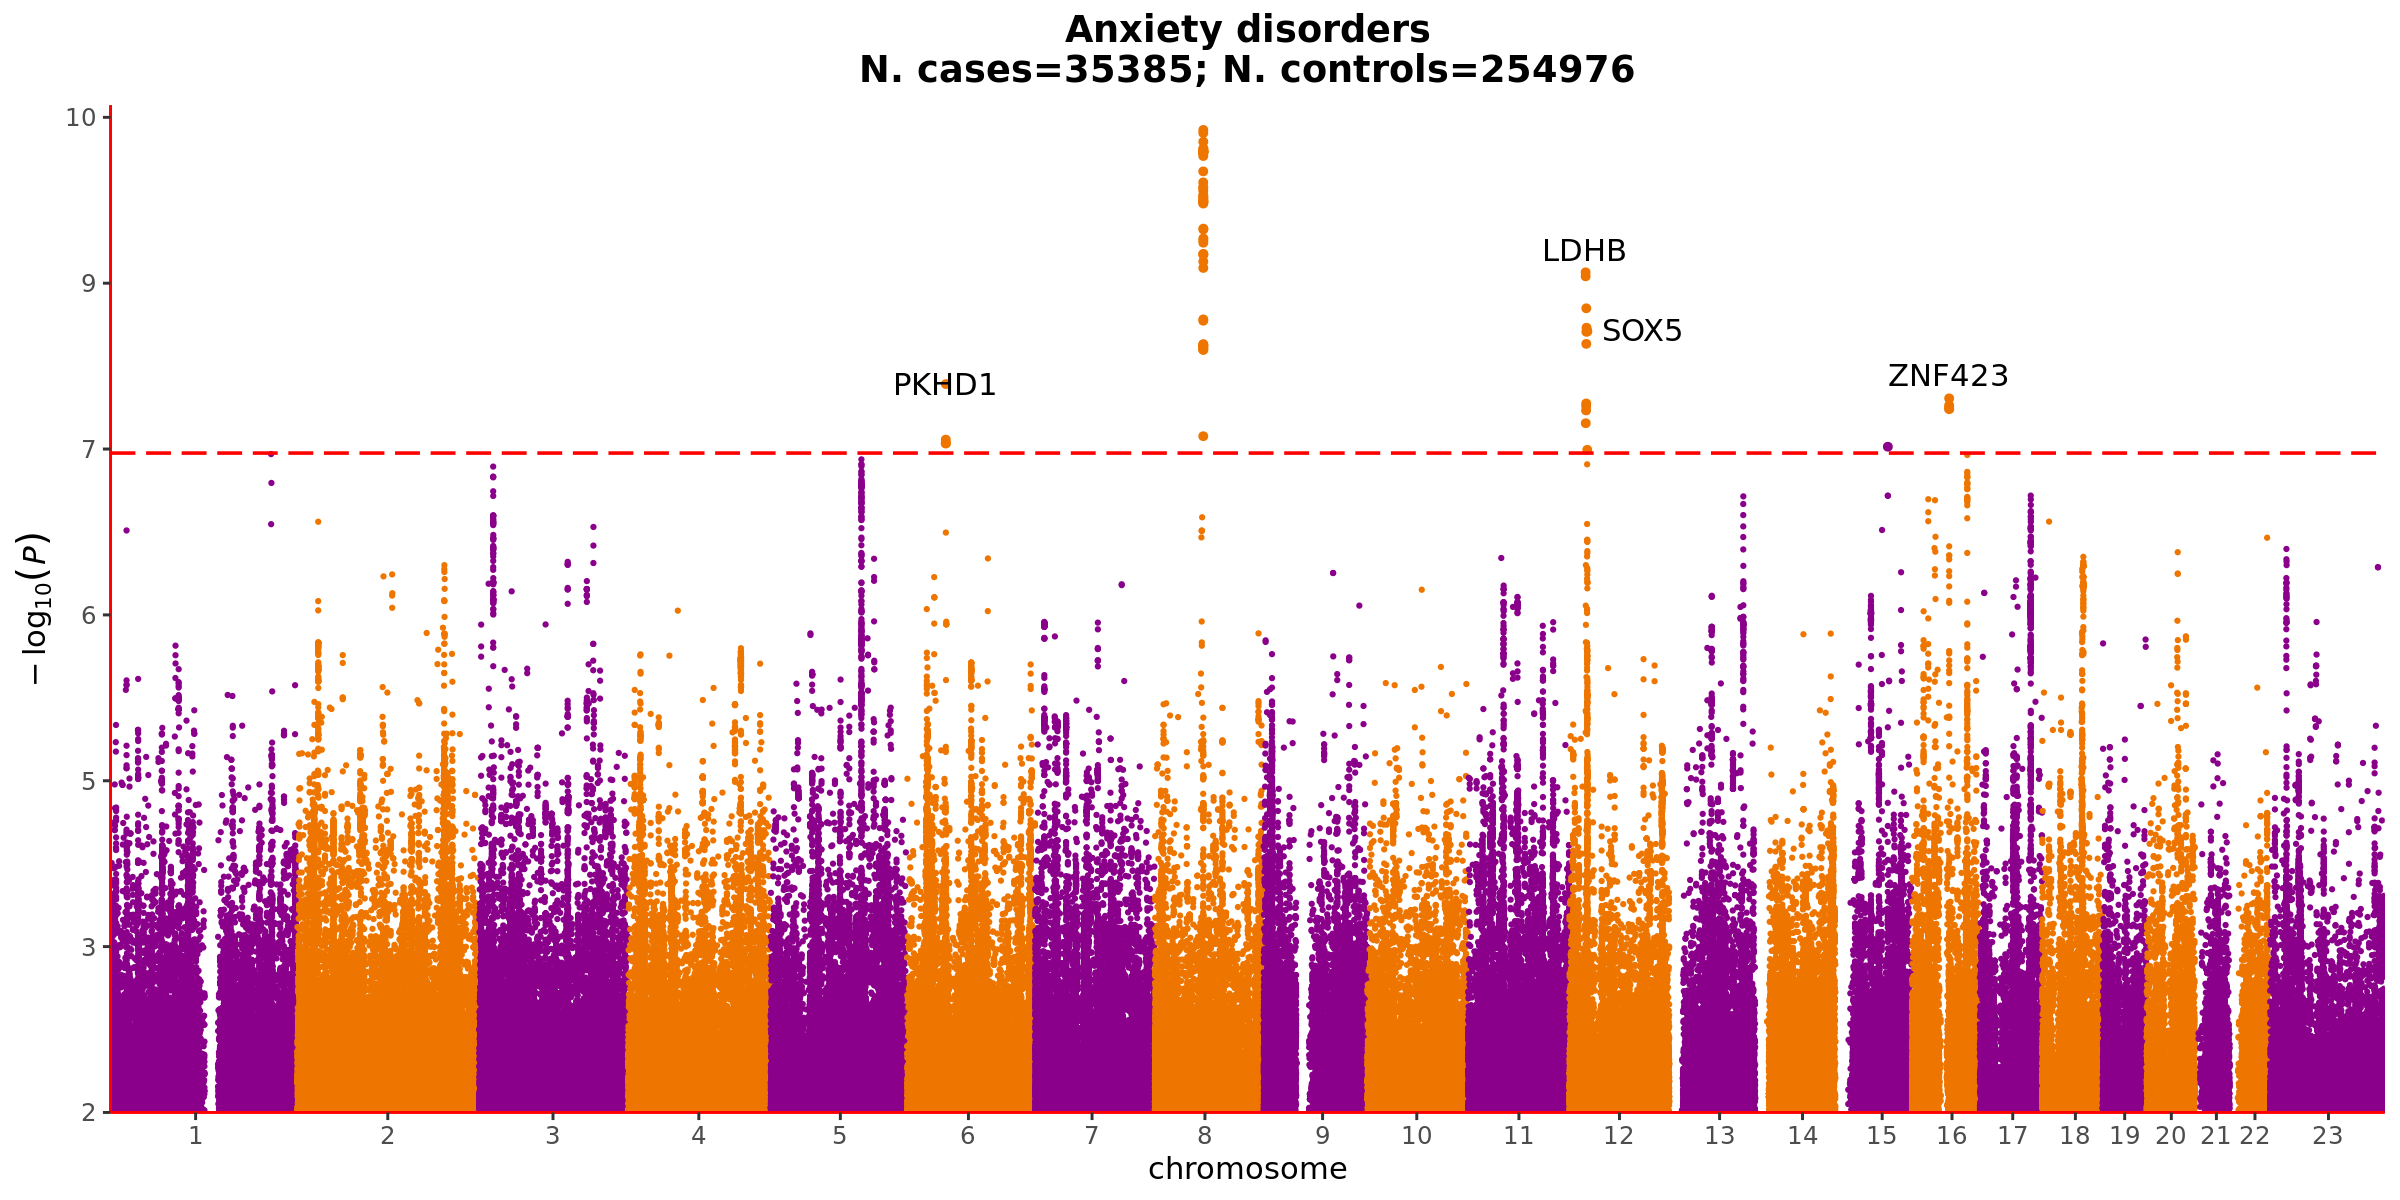 Anxiety disorders
N. cases=35385; N. controls=254976
10
9
7
6
5
3
2
−log₁₀(P)
LDHB
SOX5
PKHD1
ZNF423
1 2 3 4 5 6 7 8 9 10 11 12 13 14 15 16 17 18 19 20 21 22 23
chromosome